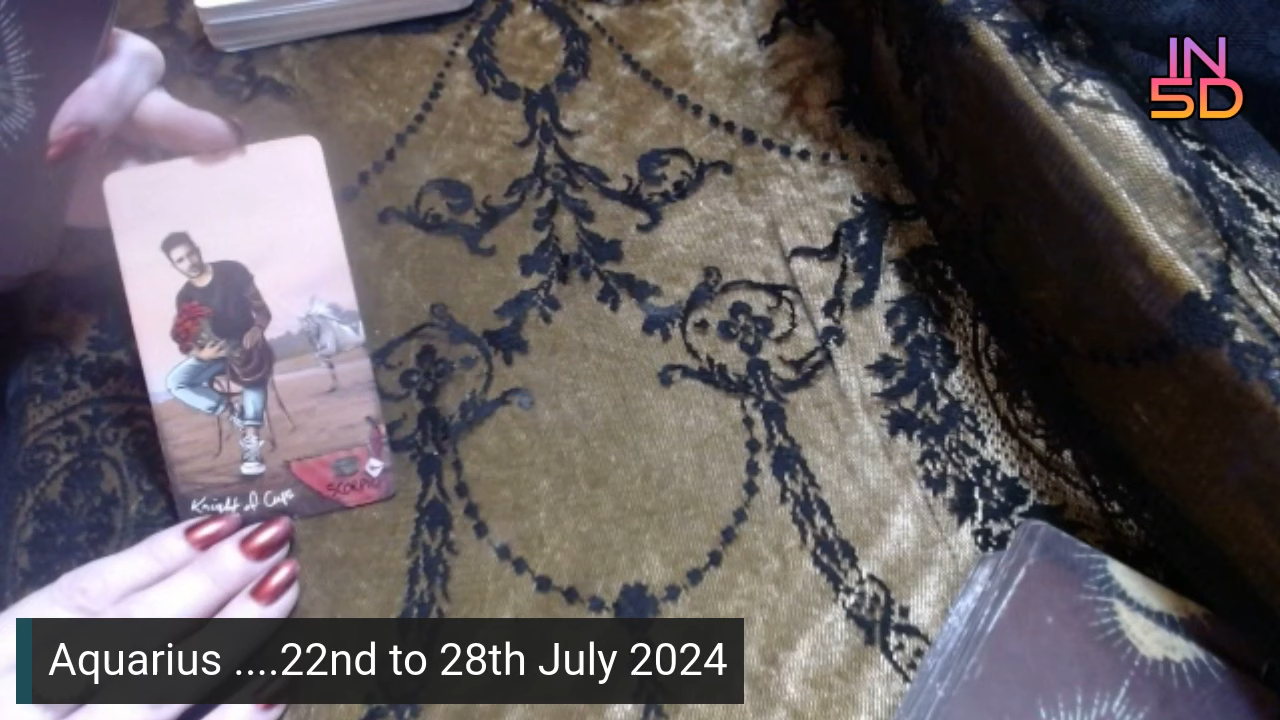 IN
5D
Knight of Cups
SCORPIO
Aquarius ....22nd to 28th July 2024